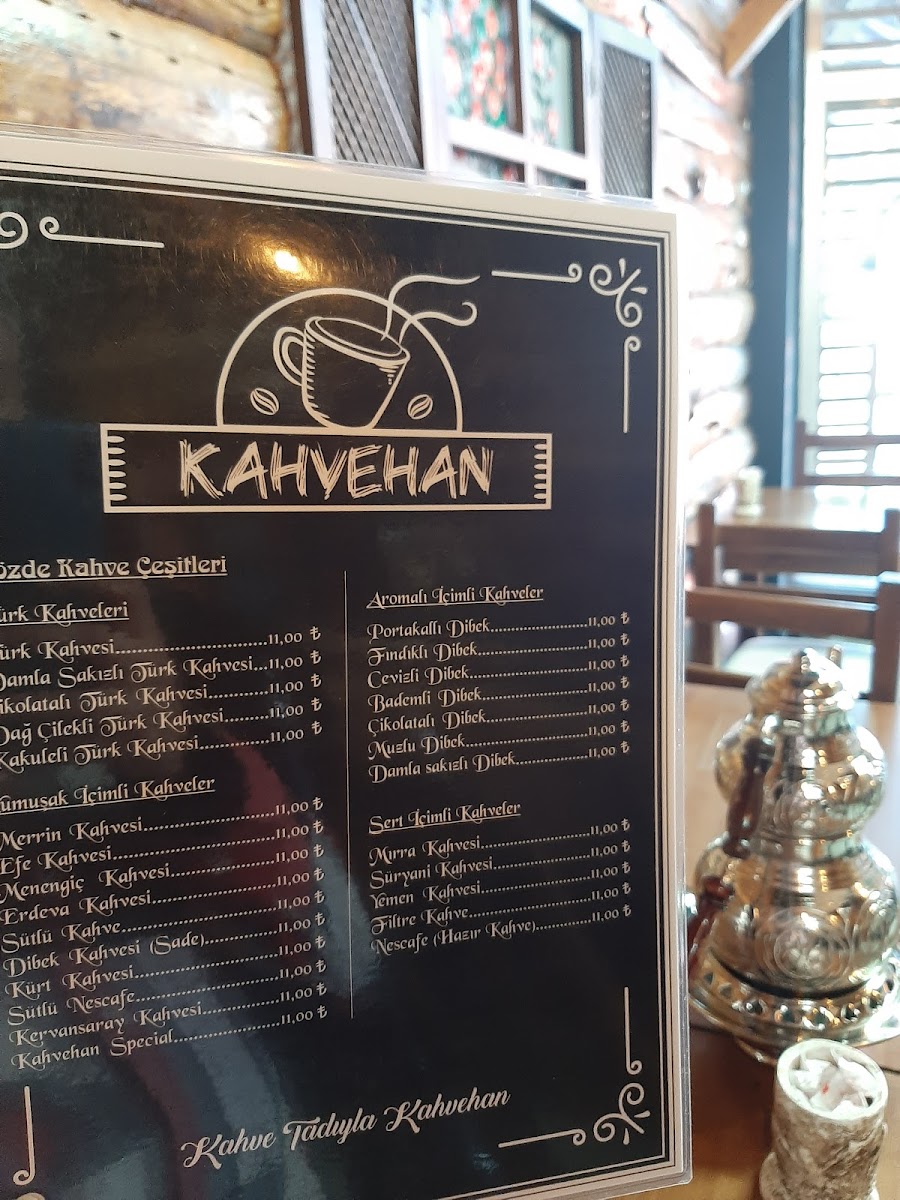 KAHVEHAN
özde Kahve Çeşitleri
ürk Kahveleri
ürk Kahvesi..............................11,00 ₺
Damla Sakızlı Türk Kahvesi...11,00 ₺
ikolatalı Türk Kahvesi............11,00 ₺
Dağ Çilekli Türk Kahvesi.........11,00 ₺
Kakuleli Türk Kahvesi..............11,00 ₺
umuşak İçimli Kahveler
Merrin Kahvesi.........................11,00 ₺
Efe Kahvesi...............................11,00 ₺
Menengiç Kahvesi....................11,00 ₺
Erdeva Kahvesi.........................11,00 ₺
Sütlü Kahve...............................11,00 ₺
Dibek Kahvesi (Sade)................11,00 ₺
Kürt Kahvesi.............................11,00 ₺
Sütlü Nescafe............................11,00 ₺
Kervansaray Kahvesi...............11,00 ₺
Kahvehan Special.....................11,00 ₺
Aromalı İçimli Kahveler
Portakallı Dibek.......................11,00 ₺
Fındıklı Dibek..........................11,00 ₺
Cevizli Dibek............................11,00 ₺
Bademli Dibek..........................11,00 ₺
Çikolatalı Dibek.......................11,00 ₺
Muzlu Dibek.............................11,00 ₺
Damla sakızlı Dibek.................11,00 ₺
Sert İçimli Kahveler
Mırra Kahvesi..........................11,00 ₺
Süryani Kahvesi.......................11,00 ₺
Yemen Kahvesi.........................11,00 ₺
Filtre Kahve..............................11,00 ₺
Nescafe (Hazır Kahve).............11,00 ₺
Kahve Tadıyla Kahvehan